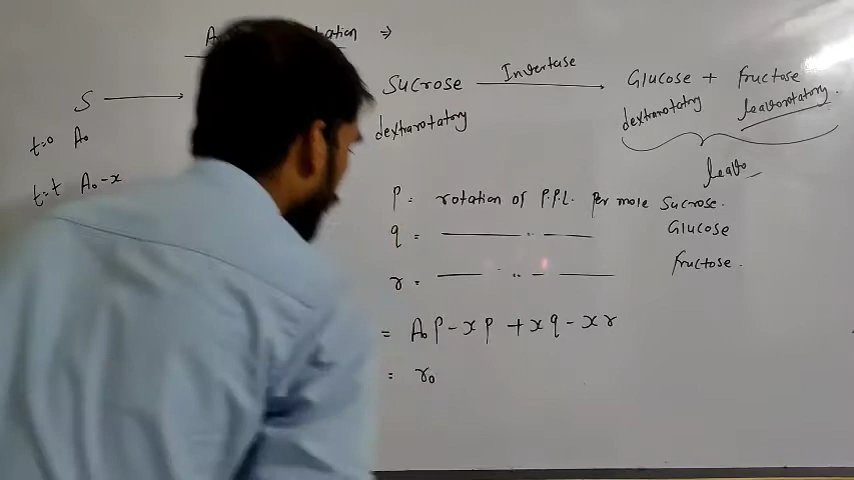 ⇒
Sucrose Invertase → Glucose + fructose
S →
dextrorotatory dextrorotatory leavorotatory.
t=0 A₀
leavo
t=t A₀-x
p = rotation of P.P.L. Per mole Sucrose.
q = —— " —— Glucose
r = —— " —— fructose.
= A₀p - xp + xq - xr
= r₀